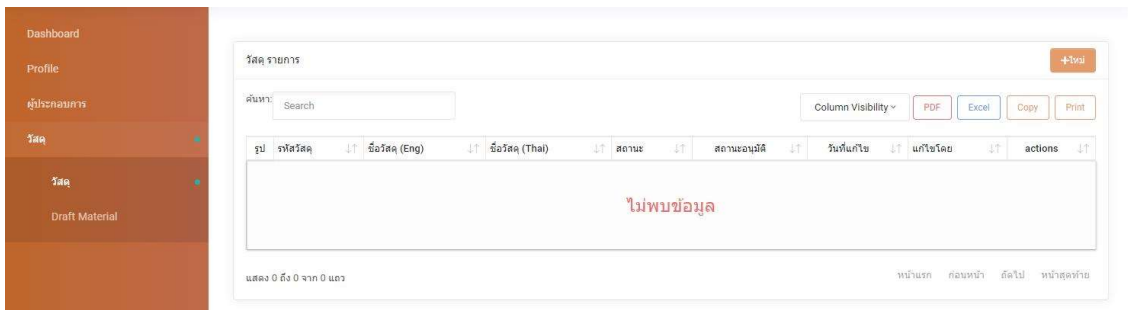 Dashboard
Profile
ผู้ประกอบการ
วัสดุ
วัสดุ
Draft Material
วัสดุ รายการ
+ใหม่
ค้นหา: Search
Column Visibility PDF Excel Copy Print
รูป รหัสวัสดุ ชื่อวัสดุ (Eng) ชื่อวัสดุ (Thai) สถานะ สถานะอนุมัติ วันที่แก้ไข แก้ไขโดย actions
ไม่พบข้อมูล
แสดง 0 ถึง 0 จาก 0 แถว
หน้าแรก ก่อนหน้า ถัดไป หน้าสุดท้าย